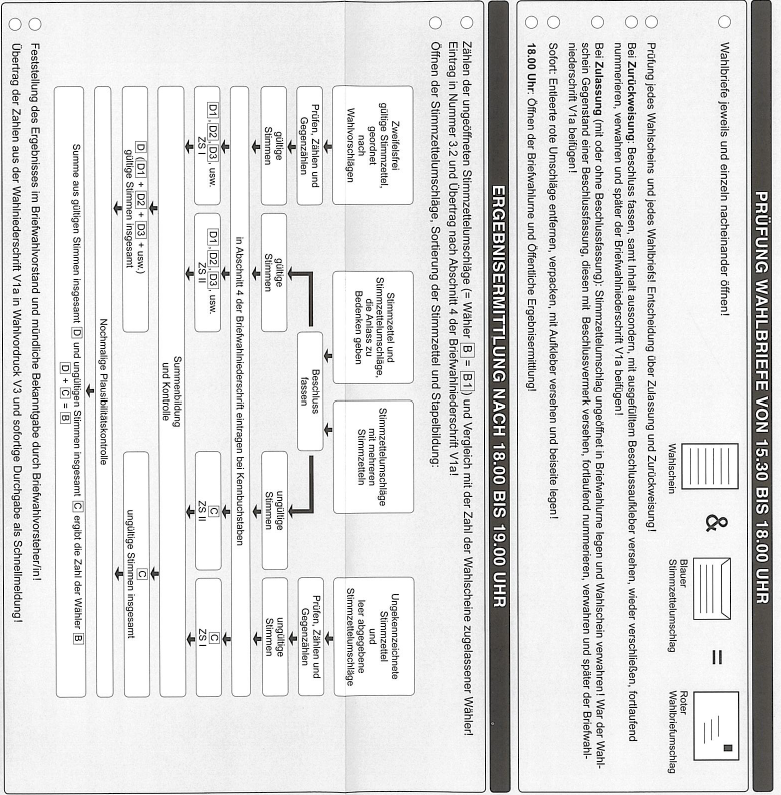 PRÜFUNG WAHLBRIEFE VON 15.30 BIS 18.00 UHR
Wahlbriefe jeweils und einzeln nacheinander öffnen!
Wahlschein
&
Blauer
Stimmzettelumschlag
=
Roter
Wahlbriefumschlag
Prüfung jedes Wahlscheins und jedes Wahlbriefs! Entscheidung über Zulassung und Zurückweisung!
Bei Zurückweisung: Beschluss fassen, samt Inhalt aussondern, mit ausgefülltem Beschlussaufkleber versehen, wieder verschließen, fortlaufend
nummerieren, verwahren und später der Briefwahlniederschrift V1a beifügen!
Bei Zulassung (mit oder ohne Beschlussfassung): Stimmzettelumschlag ungeöffnet in Briefwahlurne legen und Wahlschein verwahren! War der Wahl-
schein Gegenstand einer Beschlussfassung, diesen mit Beschlussvermerk versehen, fortlaufend nummerieren, verwahren und später der Briefwahl-
niederschrift V1a beifügen!
Sofort: Entleerte rote Umschläge entfernen, verpacken, mit Aufkleber versehen und beiseite legen!
18.00 Uhr: Öffnen der Briefwahlurne und Öffentliche Ergebnisermittlung!
ERGEBNISERMITTLUNG NACH 18.00 BIS 19.00 UHR
Zählen der ungeöffneten Stimmzettelumschläge (= Wähler B = B1) und Vergleich mit der Zahl der Wahlscheine zugelassener Wähler!
Eintrag in Nummer 3.2 und Übertrag nach Abschnitt 4 der Briefwahlniederschrift V1a!
Öffnen der Stimmzettelumschläge, Sortierung der Stimmzettel und Stapelbildung:
Zweifelsfrei
gültige Stimmzettel,
geordnet
nach
Wahlvorschlägen
Stimmzettel und
Stimmzettelumschläge,
die Anlass zu
Bedenken geben
Stimmzettelumschläge
mit mehreren
Stimmzetteln
Ungekennzeichnete
Stimmzettel
und
leer abgegebene
Stimmzettelumschläge
Prüfen, Zählen und
Gegenzählen
Beschluss
fassen
Prüfen, Zählen und
Gegenzählen
gültige
Stimmen
gültige
Stimmen
ungültige
Stimmen
ungültige
Stimmen
in Abschnitt 4 der Briefwahlniederschrift eintragen bei Kennbuchstaben
D1, D2, D3, usw.
ZS I
D1, D2, D3, usw.
ZS II
C
ZS II
C
ZS I
Summenbildung
und Kontrolle
D (D1 + D2 + D3 + usw.)
gültige Stimmen insgesamt
C
ungültige Stimmen insgesamt
Nochmalige Plausibilitätskontrolle
Summe aus gültigen Stimmen insgesamt D und ungültigen Stimmen insgesamt C ergibt die Zahl der Wähler B
D + C = B
Feststellung des Ergebnisses im Briefwahlvorstand und mündliche Bekanntgabe durch Briefwahlvorsteher/in!
Übertrag der Zahlen aus der Wahlniederschrift V1a in Wahlvordruck V3 und sofortige Durchgabe als Schnellmeldung!